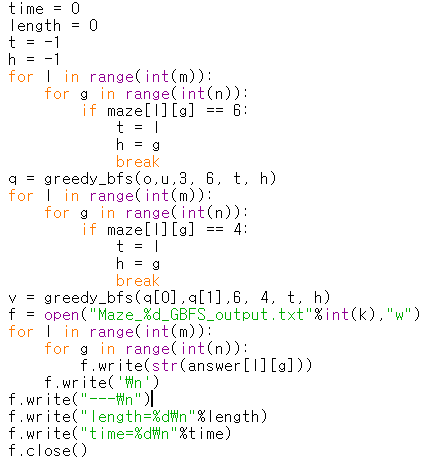 time = 0
length = 0
t = -1
h = -1
for l in range(int(m)):
    for g in range(int(n)):
        if maze[l][g] == 6:
            t = l
            h = g
            break
q = greedy_bfs(o,u,3, 6, t, h)
for l in range(int(m)):
    for g in range(int(n)):
        if maze[l][g] == 4:
            t = l
            h = g
            break
v = greedy_bfs(q[0],q[1],6, 4, t, h)
f = open("Maze_%d_GBFS_output.txt"%int(k),"w")
for l in range(int(m)):
    for g in range(int(n)):
        f.write(str(answer[l][g]))
    f.write('₩n')
f.write("---₩n")
f.write("length=%d₩n"%length)
f.write("time=%d₩n"%time)
f.close()